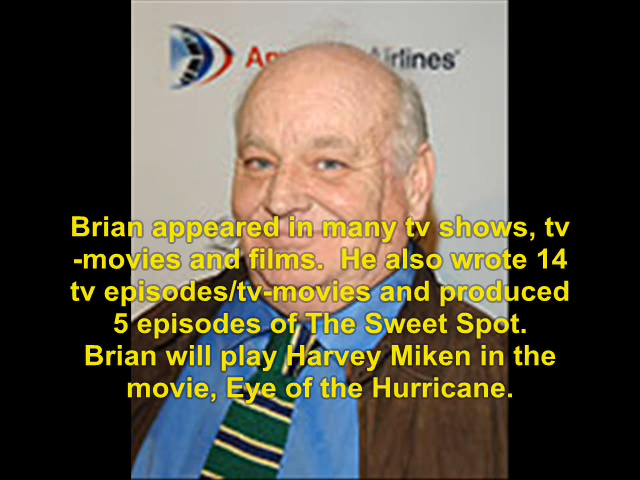 Airlines
Brian appeared in many tv shows, tv
-movies and films.  He also wrote 14
tv episodes/tv-movies and produced
5 episodes of The Sweet Spot.
Brian will play Harvey Miken in the
movie, Eye of the Hurricane.